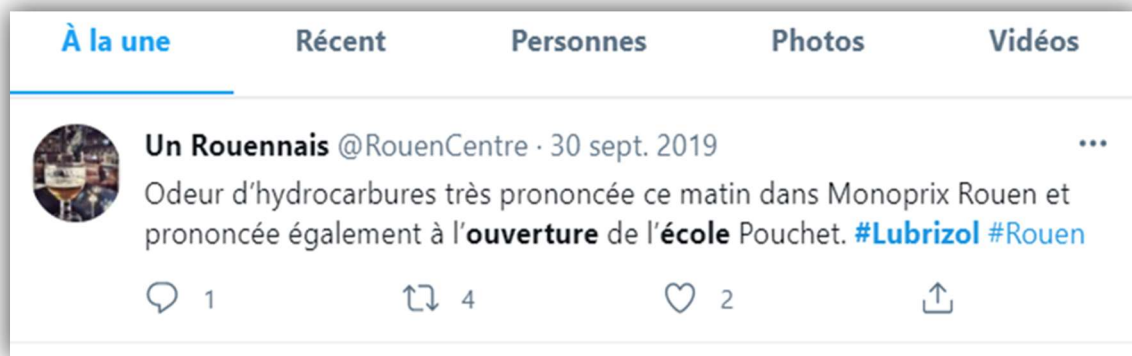 À la une Récent Personnes Photos Vidéos
Un Rouennais @RouenCentre · 30 sept. 2019
Odeur d’hydrocarbures très prononcée ce matin dans Monoprix Rouen et
prononcée également à l’ouverture de l’école Pouchet. #Lubrizol #Rouen
1 4 2